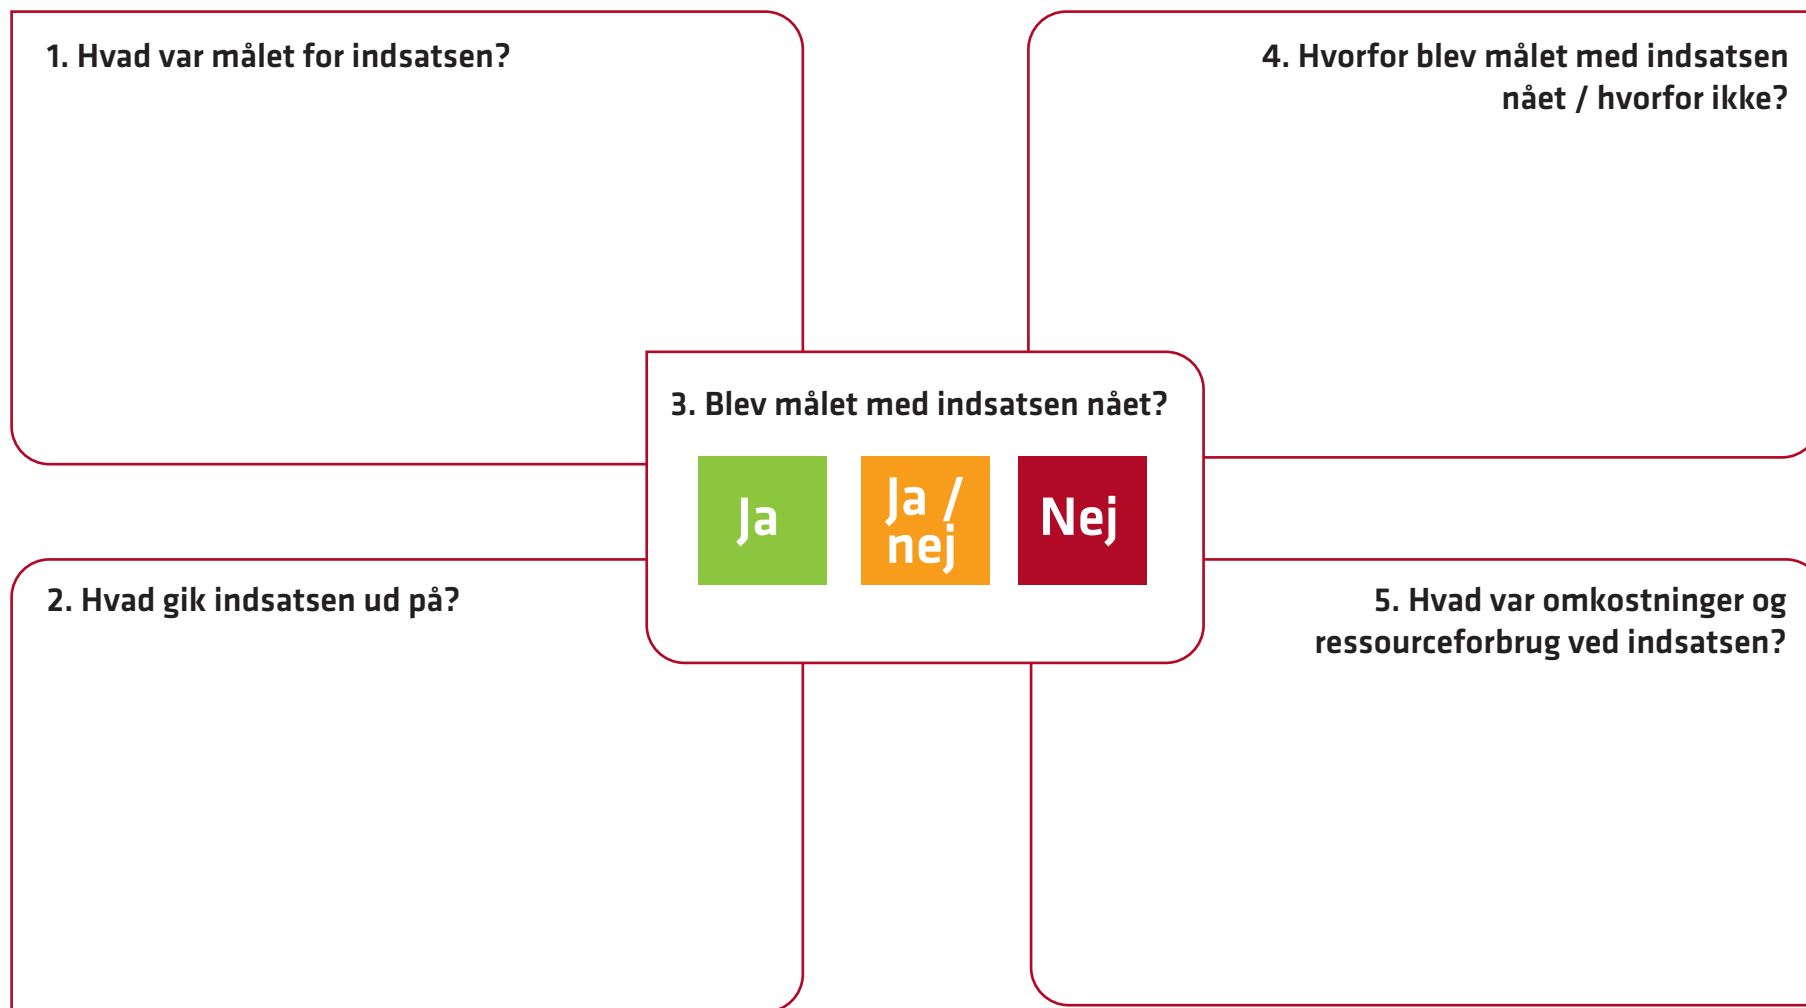 1. Hvad var målet for indsatsen?
2. Hvad gik indsatsen ud på?
3. Blev målet med indsatsen nået?
Ja
Ja /
nej
Nej
4. Hvorfor blev målet med indsatsen
nået / hvorfor ikke?
5. Hvad var omkostninger og
ressourceforbrug ved indsatsen?